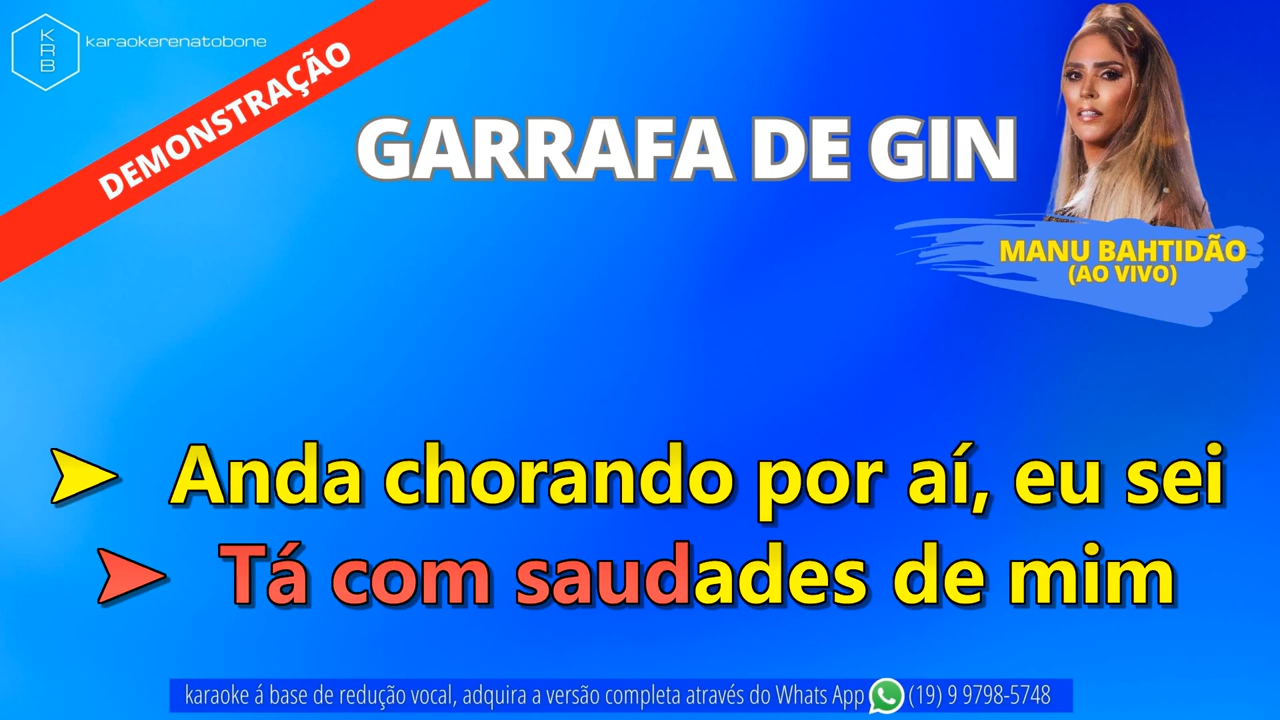 KRB
karaokerenatobone
DEMONSTRAÇÃO
GARRAFA DE GIN
MANU BAHTIDÃO
(AO VIVO)
Anda chorando por aí, eu sei
Tá com saudades de mim
karaoke á base de redução vocal, adquira a versão completa através do Whats App (19) 9 9798-5748